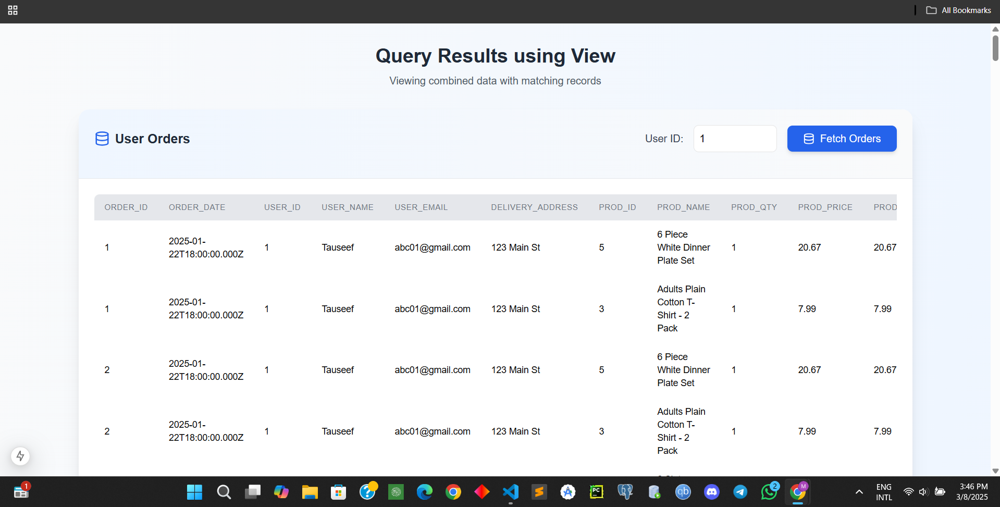 All Bookmarks
Query Results using View
Viewing combined data with matching records
User Orders
User ID:
1
Fetch Orders
ORDER_ID ORDER_DATE USER_ID USER_NAME USER_EMAIL DELIVERY_ADDRESS PROD_ID PROD_NAME PROD_QTY PROD_PRICE PROD
1 2025-01-22T18:00:00.000Z 1 Tauseef abc01@gmail.com 123 Main St 5 6 Piece White Dinner Plate Set 1 20.67 20.67
1 2025-01-22T18:00:00.000Z 1 Tauseef abc01@gmail.com 123 Main St 3 Adults Plain Cotton T-Shirt - 2 Pack 1 7.99 7.99
2 2025-01-22T18:00:00.000Z 1 Tauseef abc01@gmail.com 123 Main St 5 6 Piece White Dinner Plate Set 1 20.67 20.67
2 2025-01-22T18:00:00.000Z 1 Tauseef abc01@gmail.com 123 Main St 3 Adults Plain Cotton T-Shirt - 2 Pack 1 7.99 7.99
1
PC
qb
2
M
ENG
INTL
3:46 PM
3/8/2025